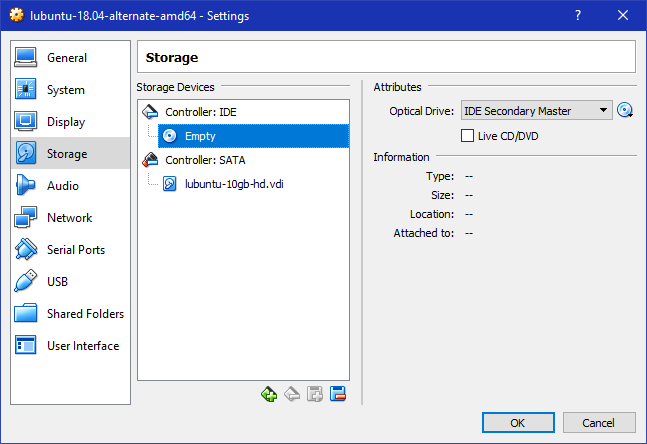 lubuntu-18.04-alternate-amd64 - Settings
General
System
Display
Storage
Audio
Network
Serial Ports
USB
Shared Folders
User Interface
Storage
Storage Devices
Controller: IDE
Empty
Controller: SATA
lubuntu-10gb-hd.vdi
Attributes
Optical Drive: IDE Secondary Master
Live CD/DVD
Information
Type: --
Size: --
Location: --
Attached to: --
OK Cancel